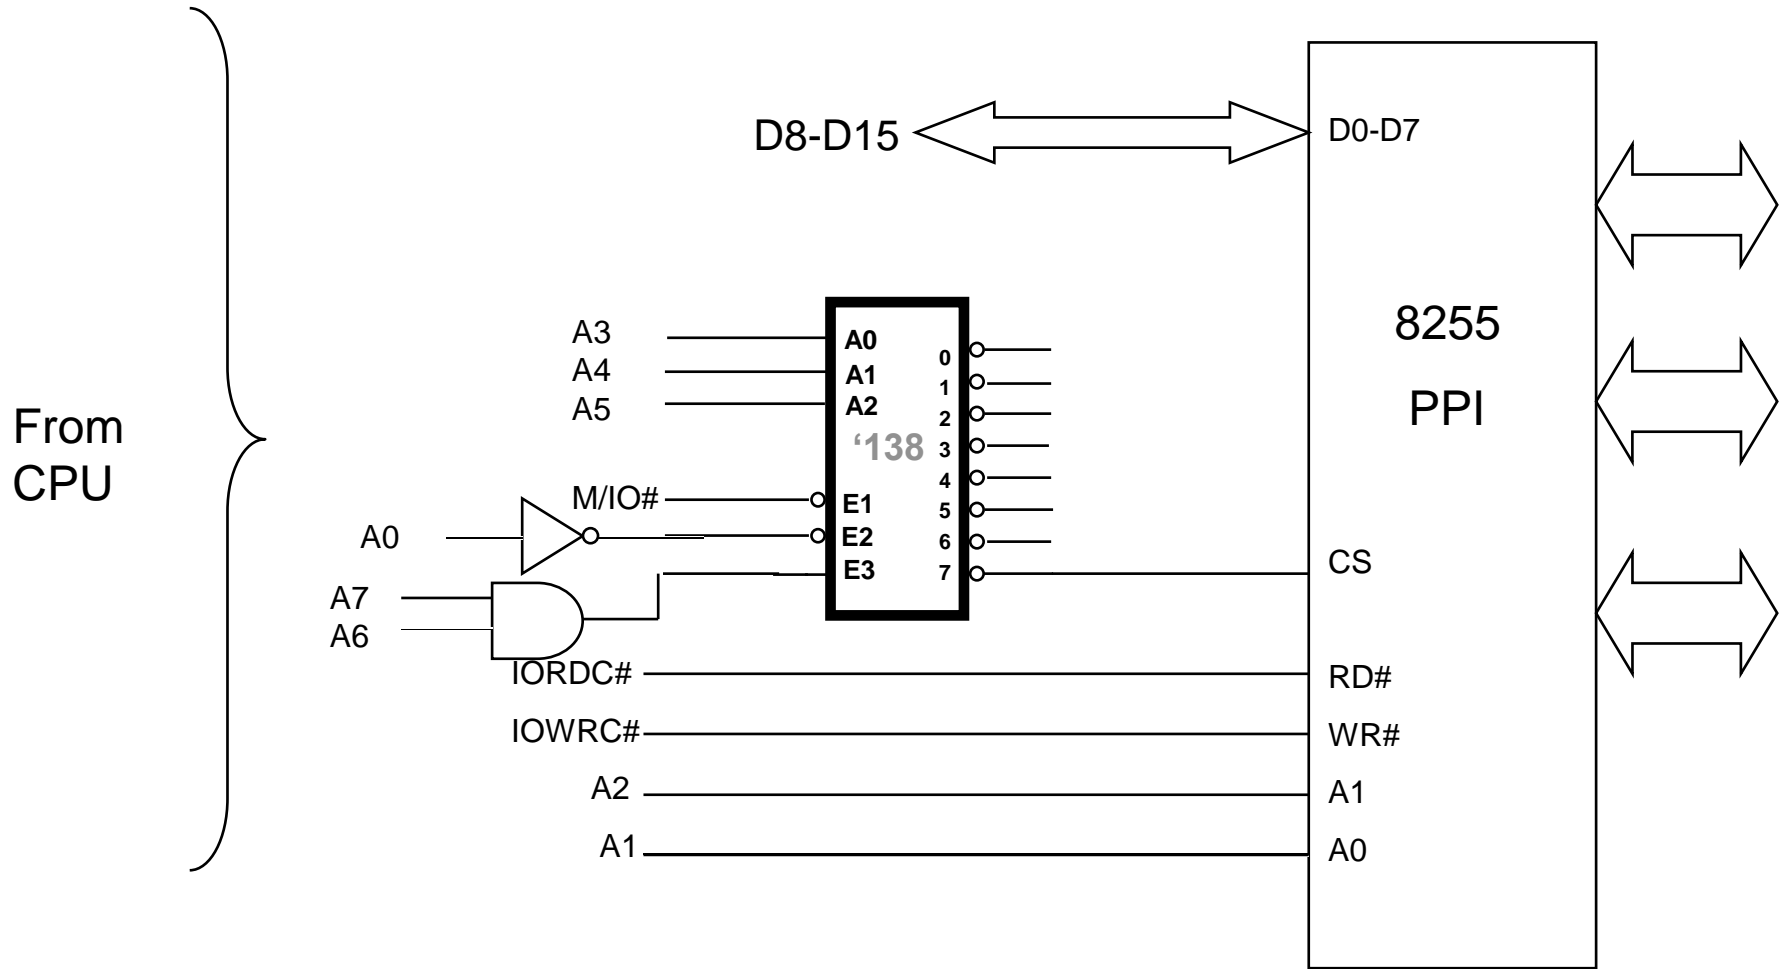 From
CPU
D8-D15
A3
A4
A5
M/IO#
A0
A7
A6
IORDC#
IOWRC#
A2
A1
A0
A1
A2
‘138
E1
E2
E3
0
1
2
3
4
5
6
7
D0-D7
8255
PPI
CS
RD#
WR#
A1
A0